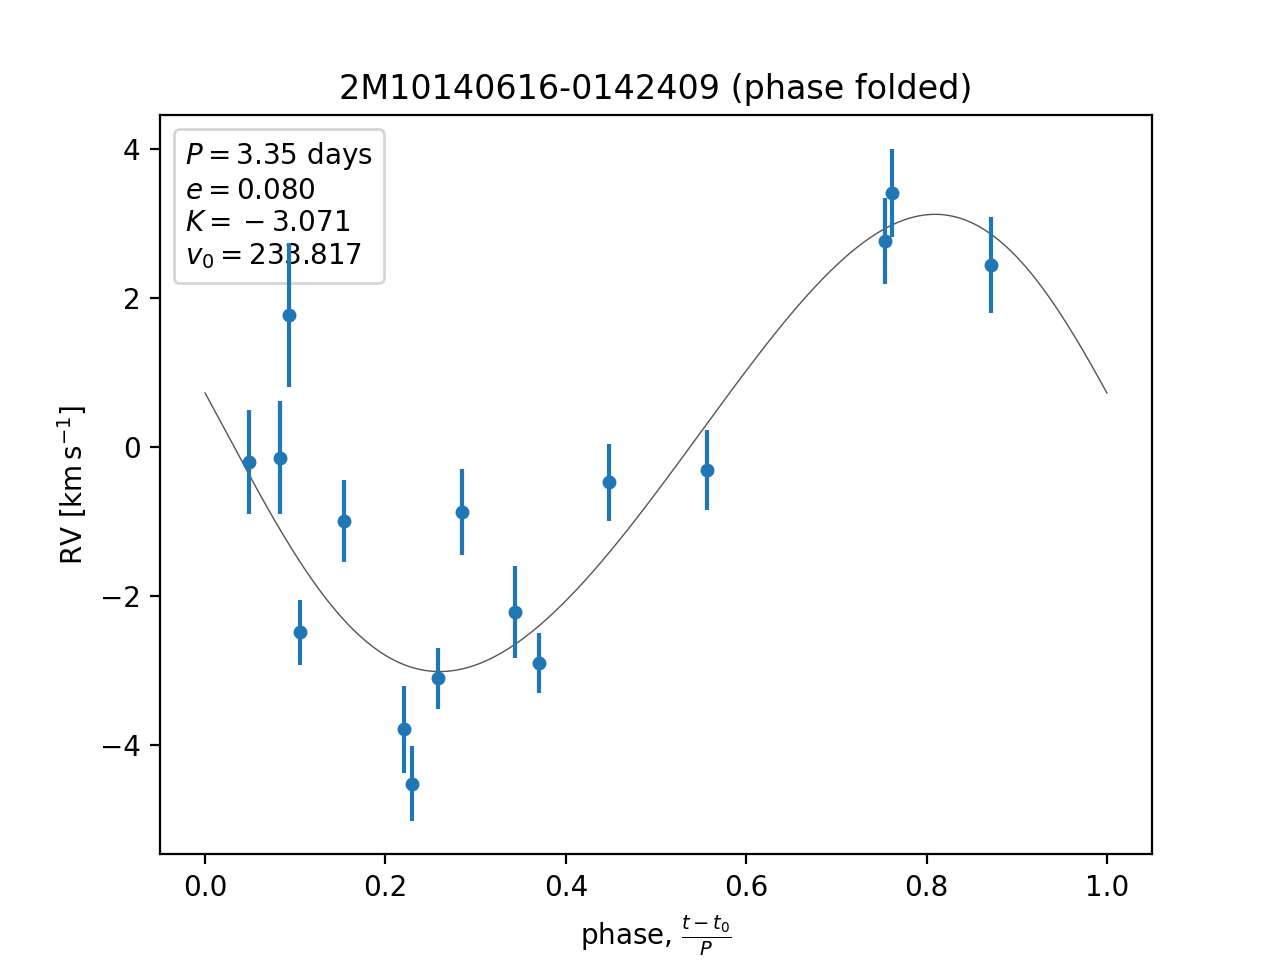 2M10140616-0142409 (phase folded)
P = 3.35 days
e = 0.080
K = −3.071
v₀ = 233.817
RV [km s⁻¹]
4
2
0
−2
−4
0.0 0.2 0.4 0.6 0.8 1.0
phase, (t − t₀)/P